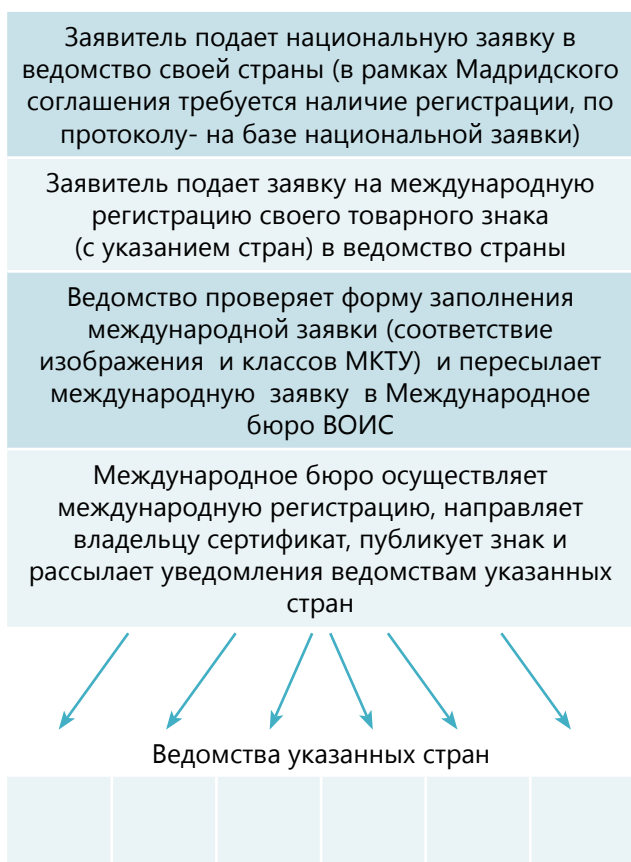 Заявитель подает национальную заявку в
ведомство своей страны (в рамках Мадридского
соглашения требуется наличие регистрации, по
протоколу- на базе национальной заявки)
Заявитель подает заявку на международную
регистрацию своего товарного знака
(с указанием стран) в ведомство страны
Ведомство проверяет форму заполнения
международной заявки (соответствие
изображения и классов МКТУ) и пересылает
международную заявку в Международное
бюро ВОИС
Международное бюро осуществляет
международную регистрацию, направляет
владельцу сертификат, публикует знак и
рассылает уведомления ведомствам указанных
стран
Ведомства указанных стран